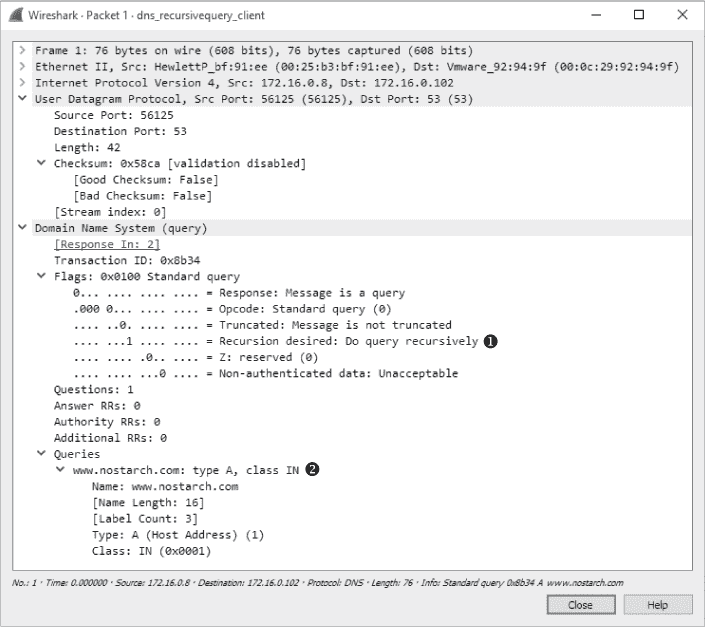 Wireshark · Packet 1 · dns_recursivequery_client
Frame 1: 76 bytes on wire (608 bits), 76 bytes captured (608 bits)
Ethernet II, Src: HewlettP_bf:91:ee (00:25:b3:bf:91:ee), Dst: Vmware_92:94:9f (00:0c:29:92:94:9f)
Internet Protocol Version 4, Src: 172.16.0.8, Dst: 172.16.0.102
User Datagram Protocol, Src Port: 56125 (56125), Dst Port: 53 (53)
Source Port: 56125
Destination Port: 53
Length: 42
Checksum: 0x58ca [validation disabled]
[Good Checksum: False]
[Bad Checksum: False]
[Stream index: 0]
Domain Name System (query)
[Response In: 2]
Transaction ID: 0x8b34
Flags: 0x0100 Standard query
0... .... .... .... = Response: Message is a query
.000 0... .... .... = Opcode: Standard query (0)
.... ..0. .... .... = Truncated: Message is not truncated
.... ...1 .... .... = Recursion desired: Do query recursively ❶
.... .... .0.. .... = Z: reserved (0)
.... .... ...0 .... = Non-authenticated data: Unacceptable
Questions: 1
Answer RRs: 0
Authority RRs: 0
Additional RRs: 0
Queries
www.nostarch.com: type A, class IN ❷
Name: www.nostarch.com
[Name Length: 16]
[Label Count: 3]
Type: A (Host Address) (1)
Class: IN (0x0001)
No.: 1 · Time: 0.000000 · Source: 172.16.0.8 · Destination: 172.16.0.102 · Protocol: DNS · Length: 76 · Info: Standard query 0x8b34 A www.nostarch.com
Close Help